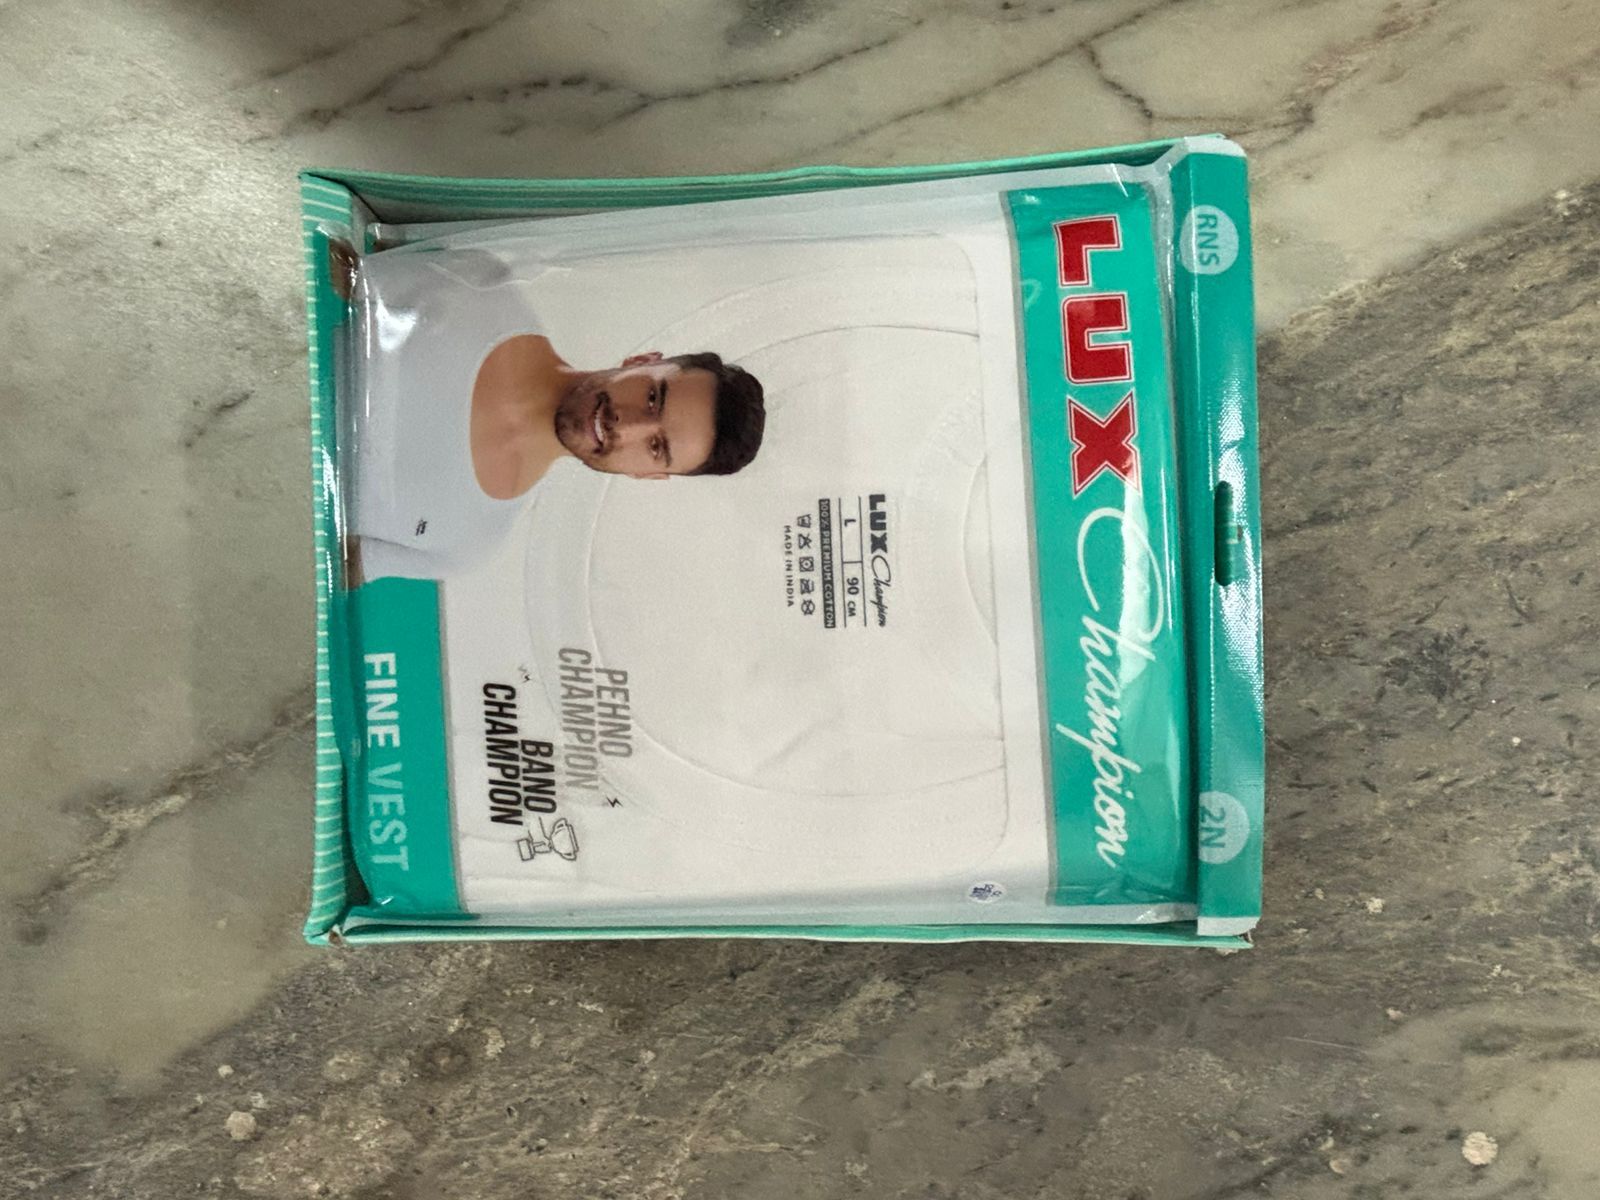 RNS
2N
LUX Champion
LUX Champion
L 90 CM
100% PREMIUM COTTON
MADE IN INDIA
PEHNO
CHAMPION
BANO
CHAMPION
FINE VEST